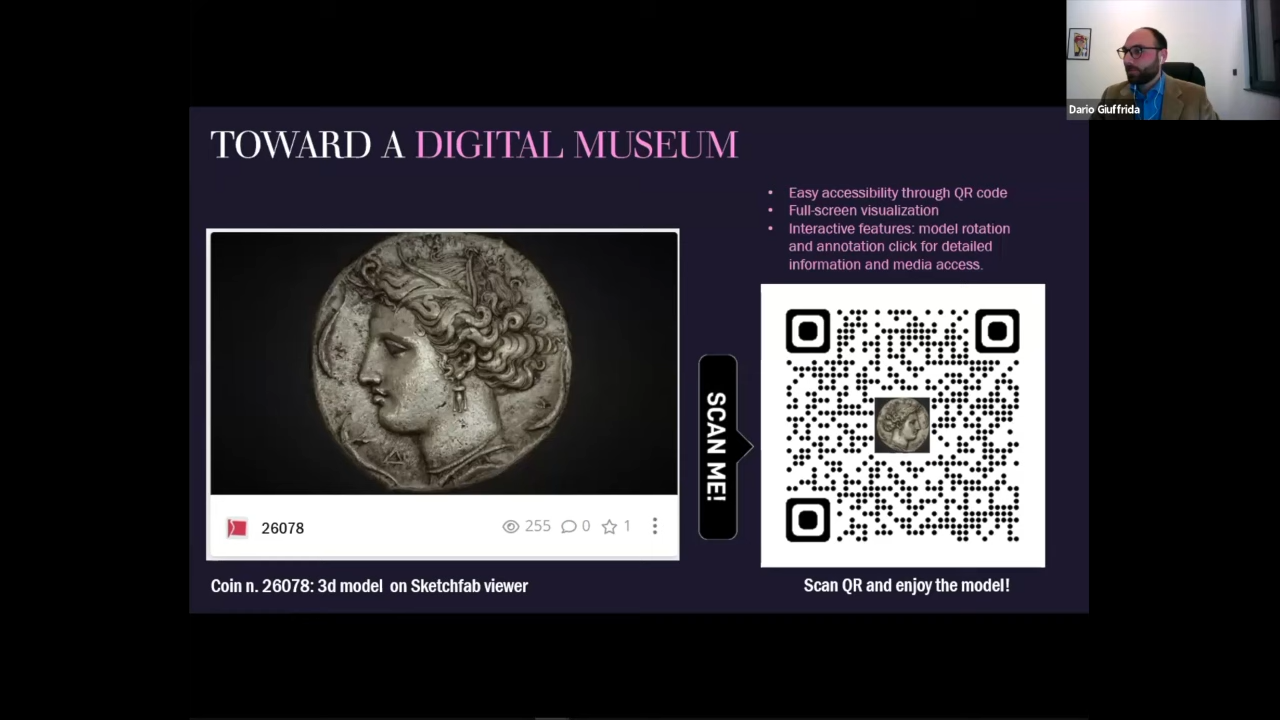 Dario Giuffrida
TOWARD A DIGITAL MUSEUM
• Easy accessibility through QR code
• Full-screen visualization
• Interactive features: model rotation
and annotation click for detailed
information and media access.
SCAN ME!
26078
255
0
1
Coin n. 26078: 3d model on Sketchfab viewer
Scan QR and enjoy the model!